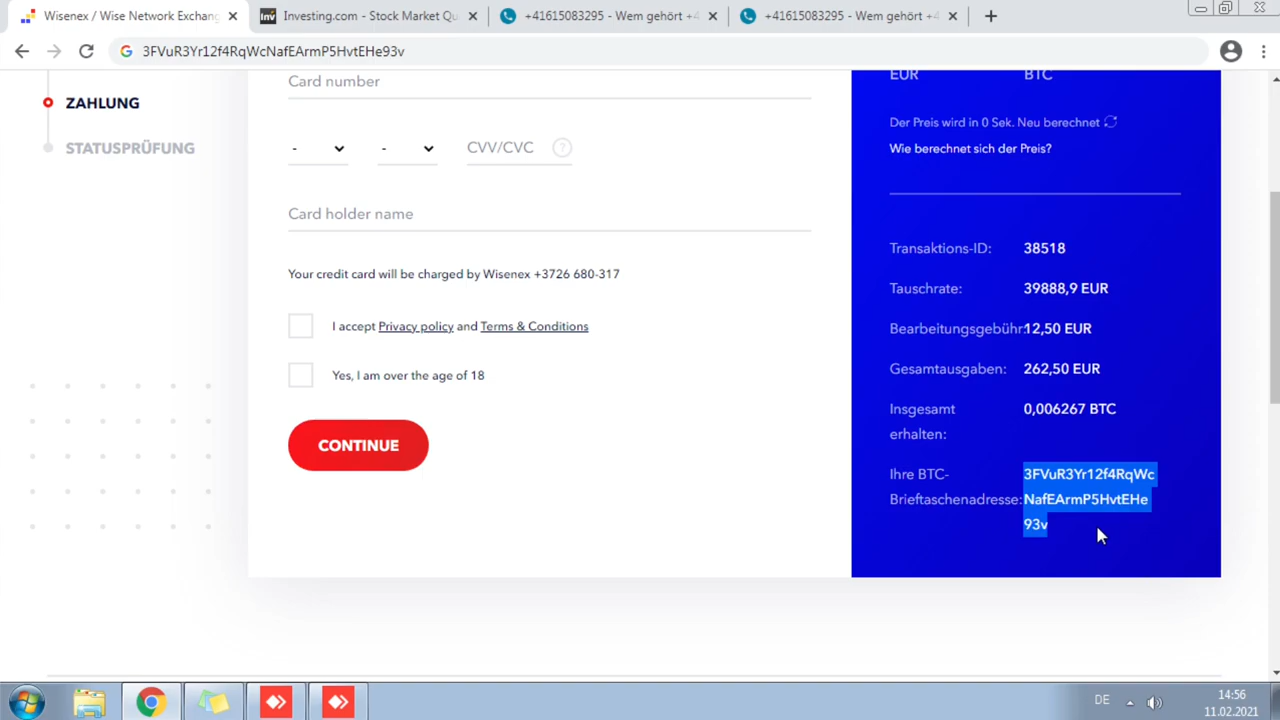 Wisenex / Wise Network Exchang
Investing.com - Stock Market Qu
+41615083295 - Wem gehört +4
+41615083295 - Wem gehört +4
3FVuR3Yr12f4RqWcNafEArmP5HvtEHe93v
ZAHLUNG
STATUSPRÜFUNG
Card number
-
-
CVV/CVC
?
Card holder name
Your credit card will be charged by Wisenex +3726 680-317
I accept Privacy policy and Terms & Conditions
Yes, I am over the age of 18
CONTINUE
EUR
BTC
Der Preis wird in 0 Sek. Neu berechnet
Wie berechnet sich der Preis?
Transaktions-ID: 38518
Tauschrate: 39888,9 EUR
Bearbeitungsgebühr: 12,50 EUR
Gesamtausgaben: 262,50 EUR
Insgesamt 0,006267 BTC
erhalten:
Ihre BTC- 3FVuR3Yr12f4RqWc
Brieftaschenadresse: NafEArmP5HvtEHe
93v
DE
14:56
11.02.2021